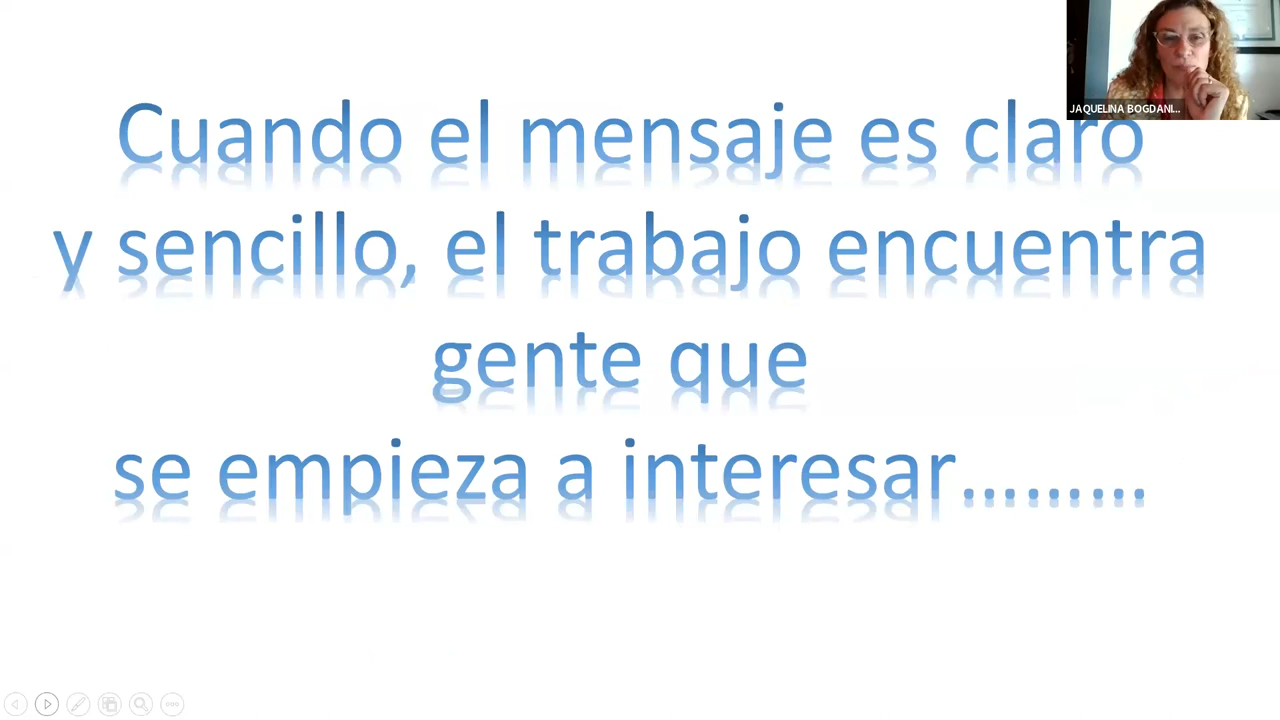 Cuando el mensaje es claro
y sencillo, el trabajo encuentra
gente que
se empieza a interesar.........
JAQUELINA BOGDANI...